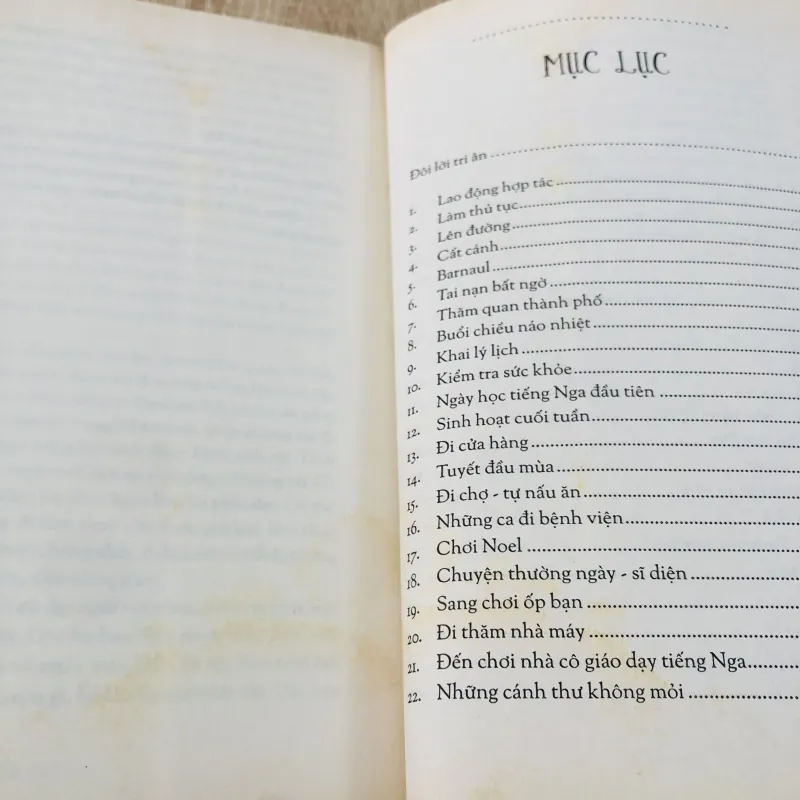 MỤC LỤC
Đôi lời tri ân
1. Lao động hợp tác
2. Làm thủ tục
3. Lên đường
4. Cất cánh
5. Barnaul
6. Tai nạn bất ngờ
7. Thăm quan thành phố
8. Buổi chiều náo nhiệt
9. Khai lý lịch
10. Kiểm tra sức khỏe
11. Ngày học tiếng Nga đầu tiên
12. Sinh hoạt cuối tuần
13. Đi cửa hàng
14. Tuyết đầu mùa
15. Đi chợ - tự nấu ăn
16. Những ca đi bệnh viện
17. Chơi Noel
18. Chuyện thường ngày - sĩ diện
19. Sang chơi ốp bạn
20. Đi thăm nhà máy
21. Đến chơi nhà cô giáo dạy tiếng Nga
22. Những cánh thư không mỏi